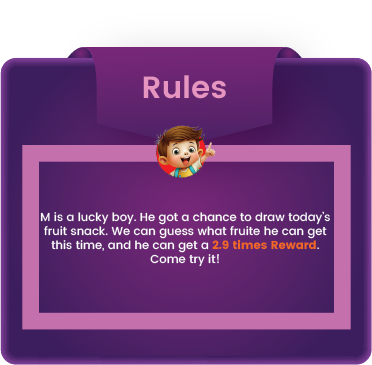 Rules
M is a lucky boy. He got a chance to draw today's
fruit snack. We can guess what fruite he can get
this time, and he can get a 2.9 times Reward.
Come try it!